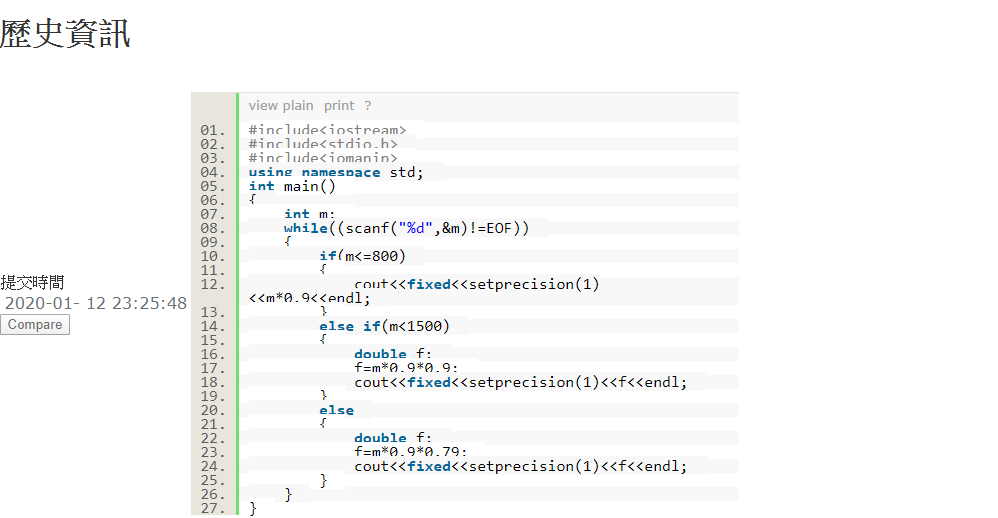 歷史資訊
view plain print ?
01. #include<iostream>
02. #include<stdio.h>
03. #include<iomanip>
04. using namespace std;
05. int main()
06. {
07. int m;
08. while((scanf("%d",&m)!=EOF))
09. {
10. if(m<=800)
11. {
12. cout<<fixed<<setprecision(1)
<<m*0.9<<endl;
13. }
14. else if(m<1500)
15. {
16. double f;
17. f=m*0.9*0.9;
18. cout<<fixed<<setprecision(1)<<f<<endl;
19. }
20. else
21. {
22. double f;
23. f=m*0.9*0.79;
24. cout<<fixed<<setprecision(1)<<f<<endl;
25. }
26. }
27. }
提交時間
2020-01- 12 23:25:48
Compare